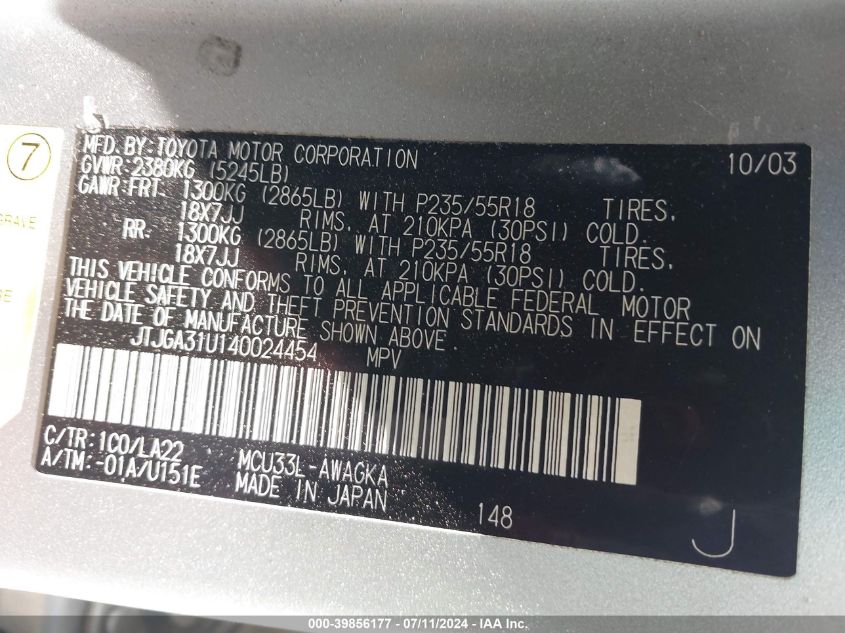 7
GRAVE
MFD. BY: TOYOTA MOTOR CORPORATION 10/03
GVWR: 2380KG (5245LB)
GAWR: FRT. 1300KG (2865LB) WITH P235/55R18 TIRES,
18X7JJ RIMS, AT 210KPA (30PSI) COLD.
RR. 1300KG (2865LB) WITH P235/55R18 TIRES,
18X7JJ RIMS, AT 210KPA (30PSI) COLD.
THIS VEHICLE CONFORMS TO ALL APPLICABLE FEDERAL MOTOR
VEHICLE SAFETY AND THEFT PREVENTION STANDARDS IN EFFECT ON
THE DATE OF MANUFACTURE SHOWN ABOVE.
JTJGA31U140024454 MPV
C/TR: 1C0/LA22 MCU33L-AWAGKA
A/TM: -01A/U151E MADE IN JAPAN
148
J
000-39856177 - 07/11/2024 - IAA Inc.